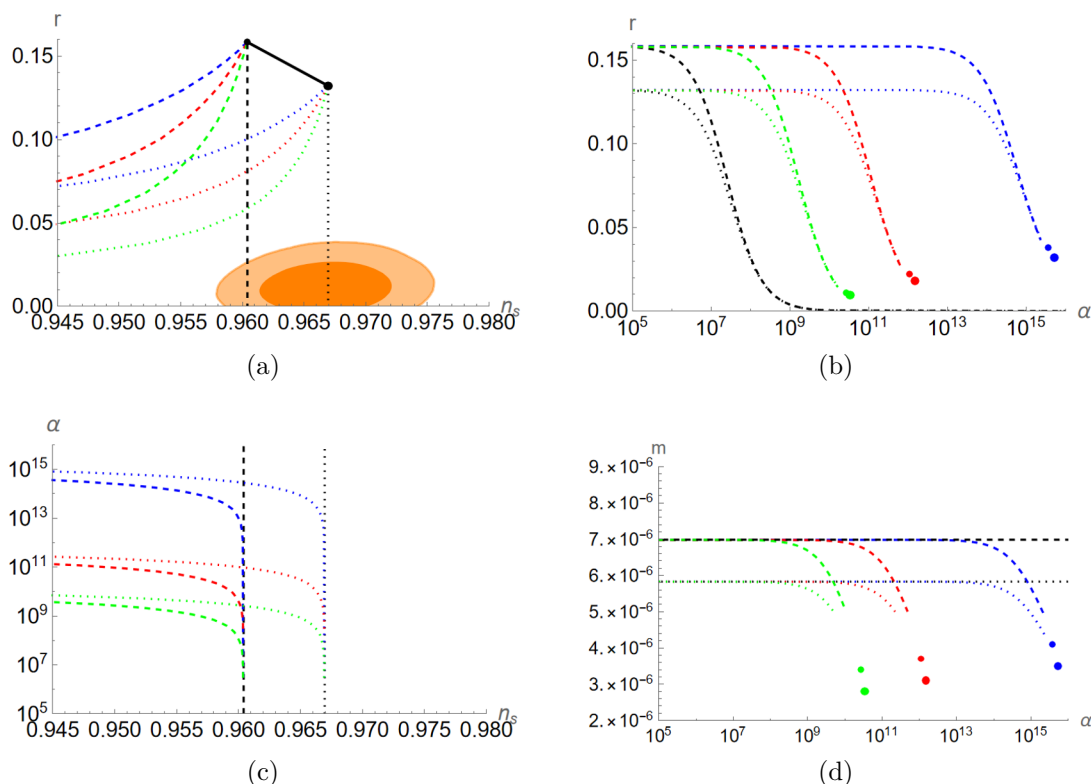 r
0.15
0.10
0.05
0.00
0.945 0.950 0.955 0.960 0.965 0.970 0.975 0.980
n_s
(a)
r
0.15
0.10
0.05
0.00
10^5 10^7 10^9 10^11 10^13 10^15
α
(b)
α
10^15
10^13
10^11
10^9
10^7
10^5
0.945 0.950 0.955 0.960 0.965 0.970 0.975 0.980
n_s
(c)
m
9.×10^-6
8.×10^-6
7.×10^-6
6.×10^-6
5.×10^-6
4.×10^-6
3.×10^-6
2.×10^-6
10^5 10^7 10^9 10^11 10^13 10^15
α
(d)